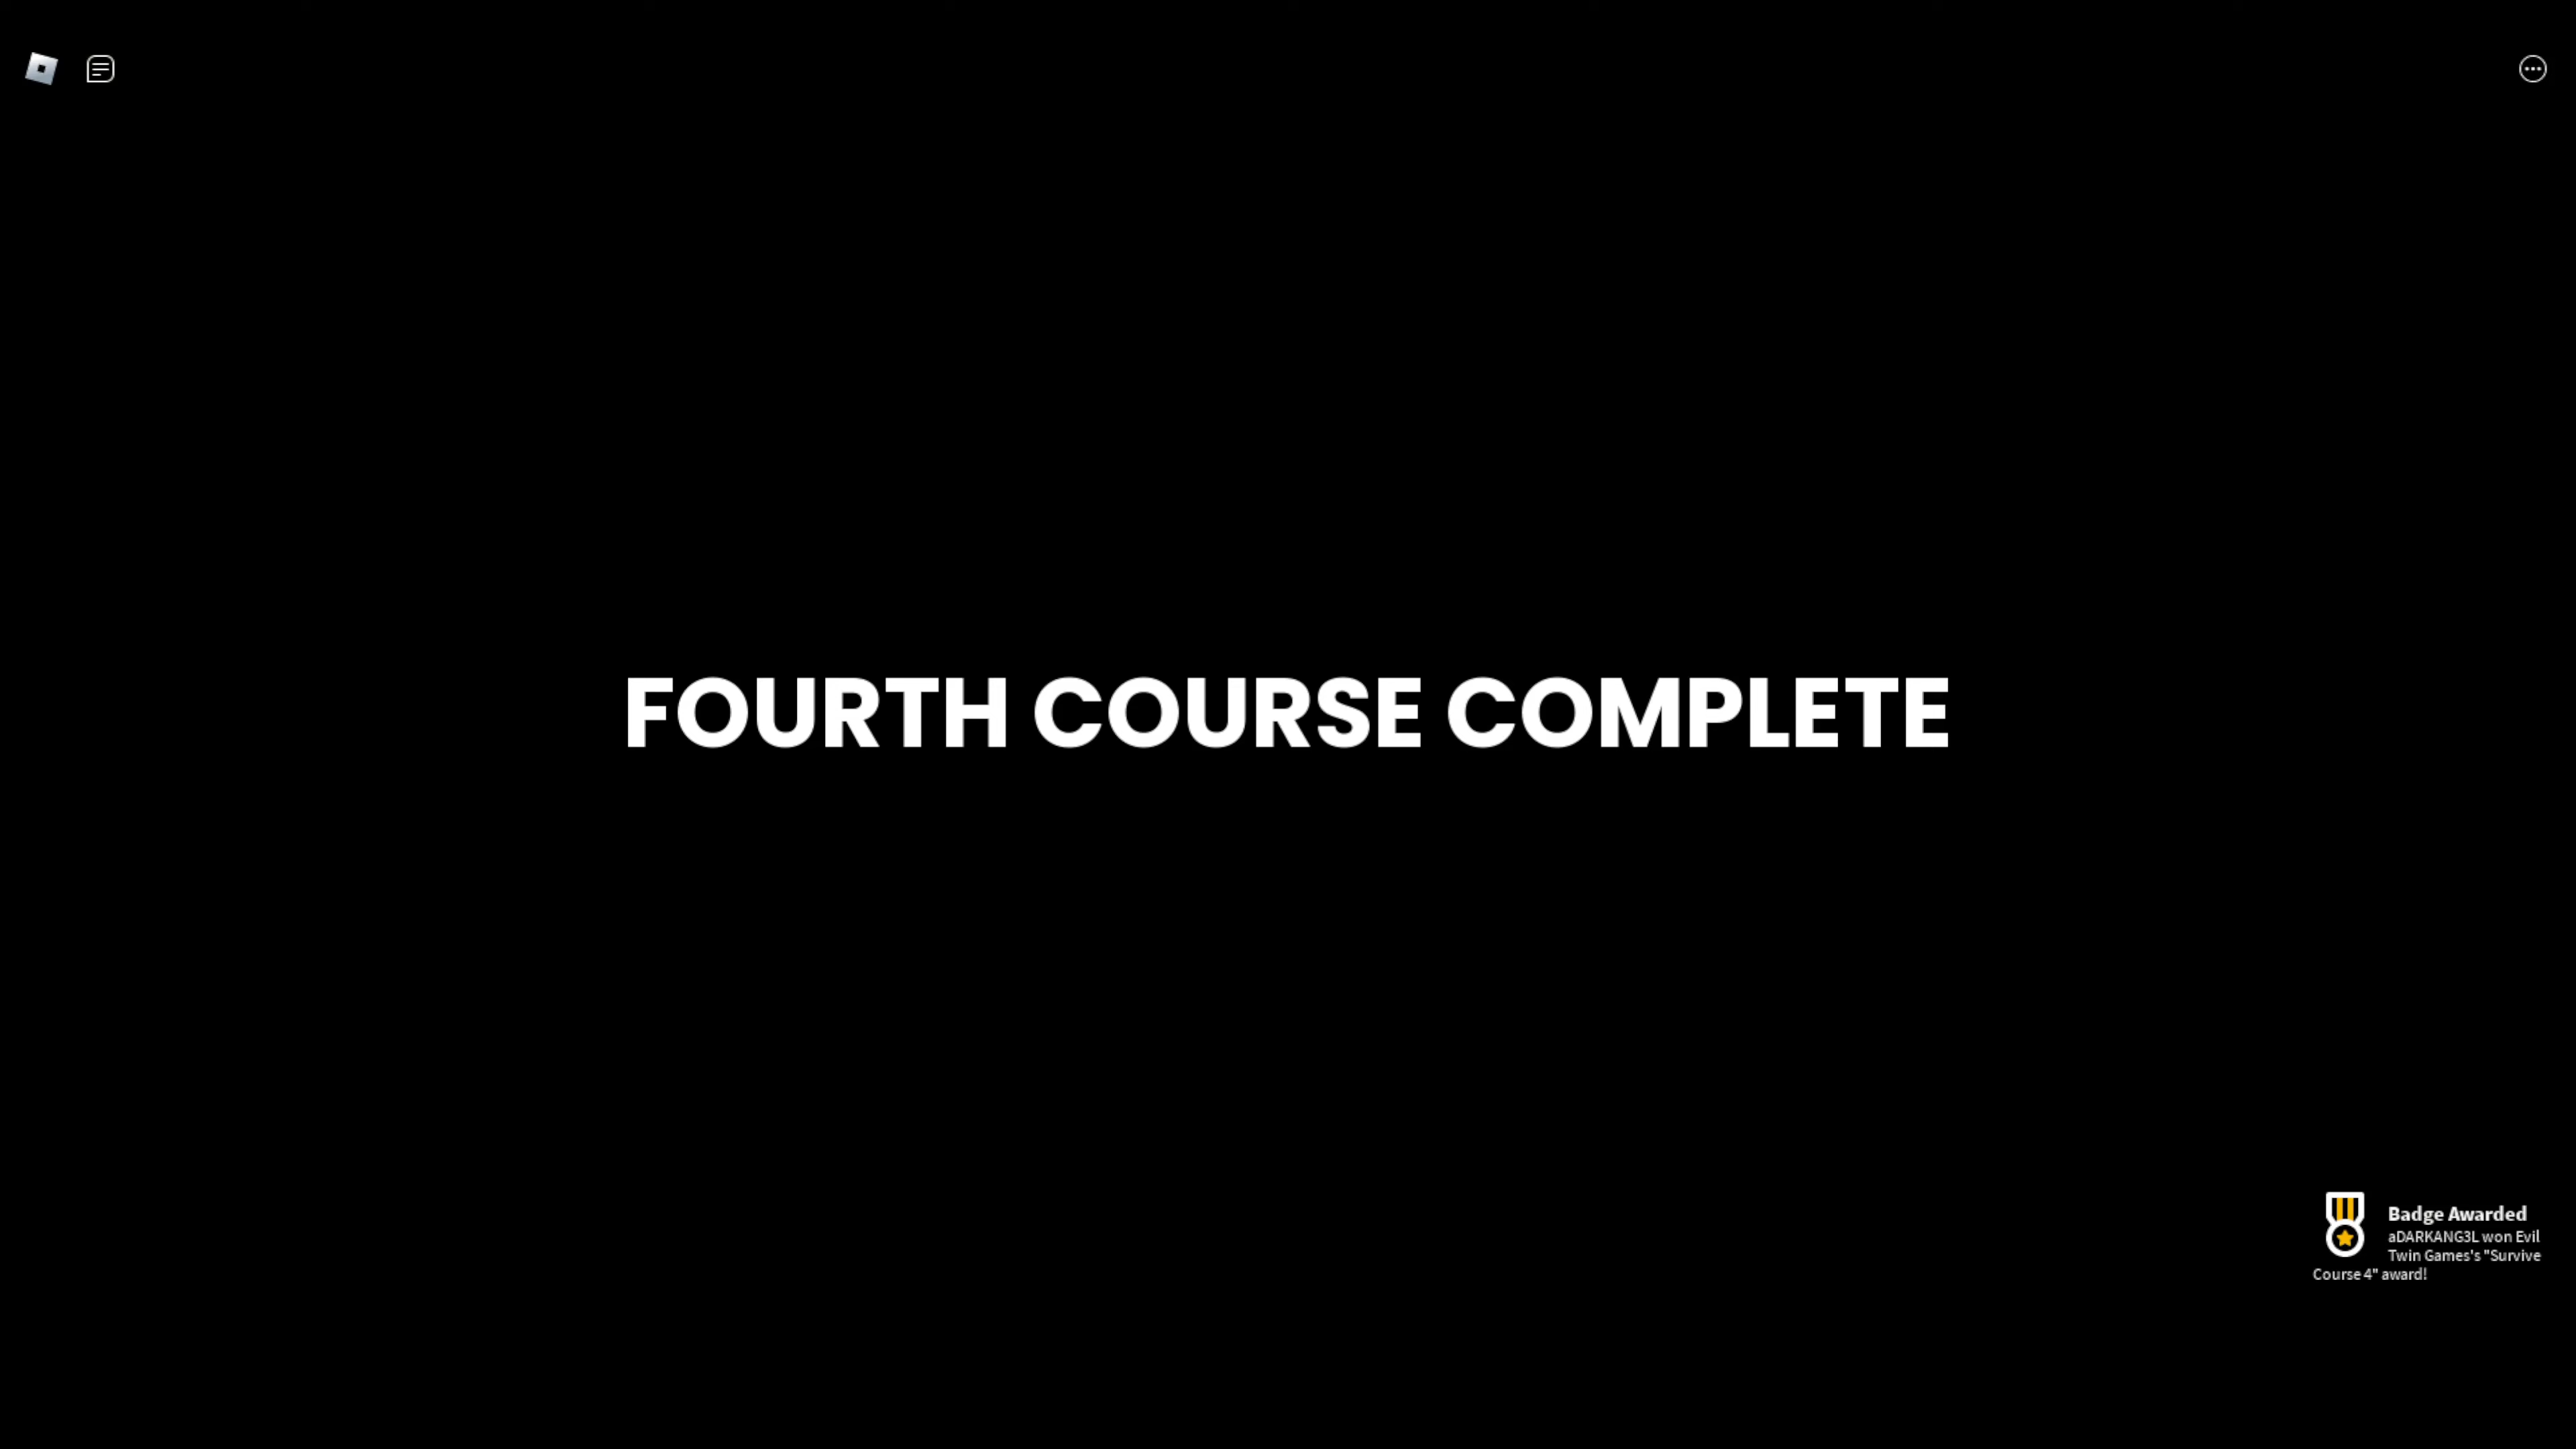 FOURTH COURSE COMPLETE
Badge Awarded
aDARKANG3L won Evil
Twin Games's "Survive
Course 4" award!